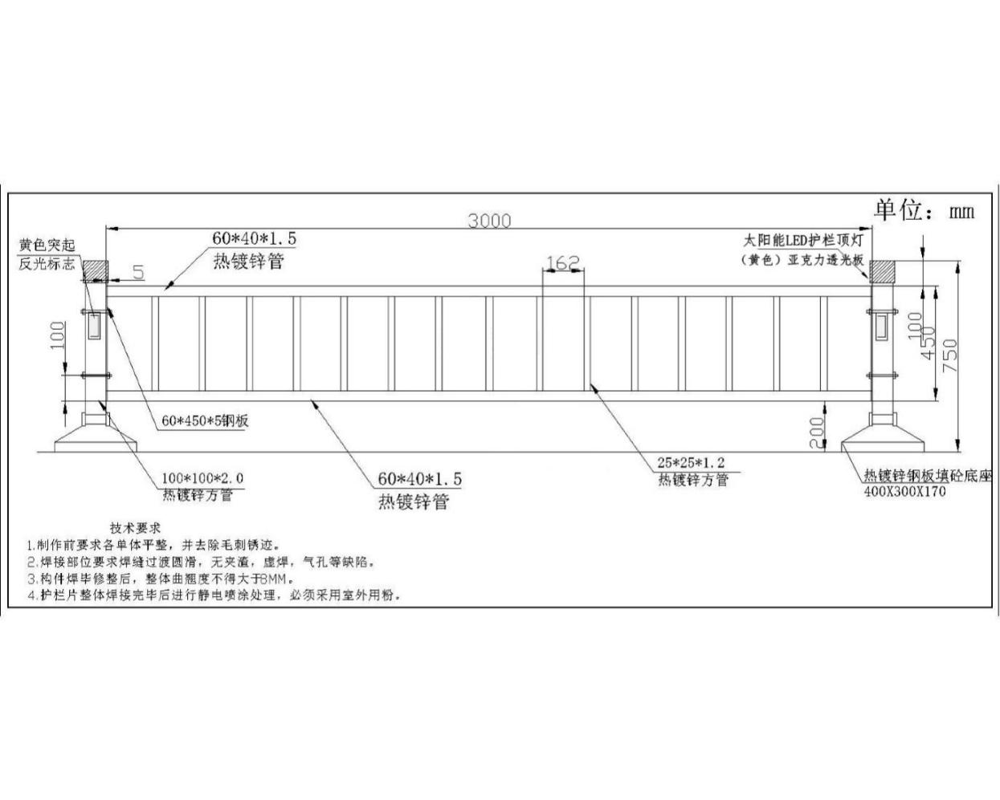 单位：mm
3000
60*40*1.5
热镀锌管
黄色突起
反光标志
太阳能LED护栏顶灯
（黄色）亚克力透光板
5
162
100
100
450
750
60*450*5钢板
200
100*100*2.0
热镀锌方管
60*40*1.5
热镀锌管
25*25*1.2
热镀锌方管
热镀锌钢板填砼底座
400X300X170
技术要求
1.制作前要求各单体平整，并去除毛刺锈迹。
2.焊接部位要求焊缝过渡圆滑，无夹渣，虚焊，气孔等缺陷。
3.构件焊毕修整后，整体曲翘度不得大于8MM。
4.护栏片整体焊接完毕后进行静电喷涂处理，必须采用室外用粉。